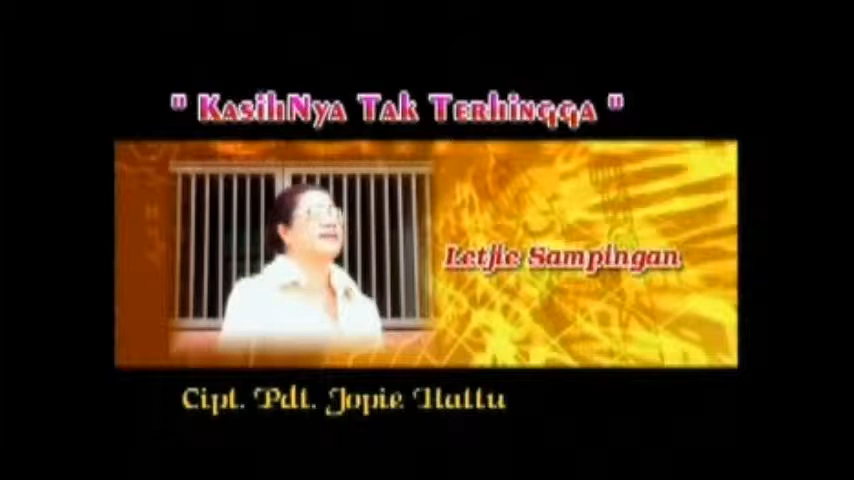 " KasihNya Tak Terhingga "
Letjie Sampingan
Cipt. Pdt. Jopie Hattu